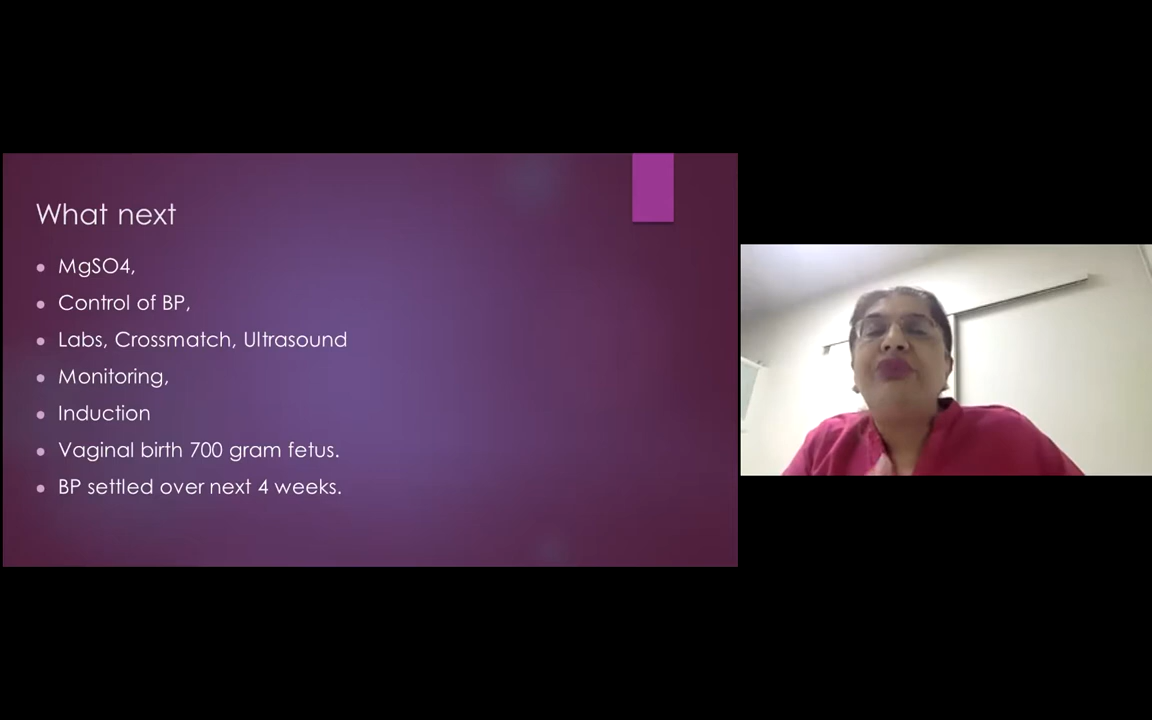 What next
MgSO4,
Control of BP,
Labs, Crossmatch, Ultrasound
Monitoring,
Induction
Vaginal birth 700 gram fetus.
BP settled over next 4 weeks.